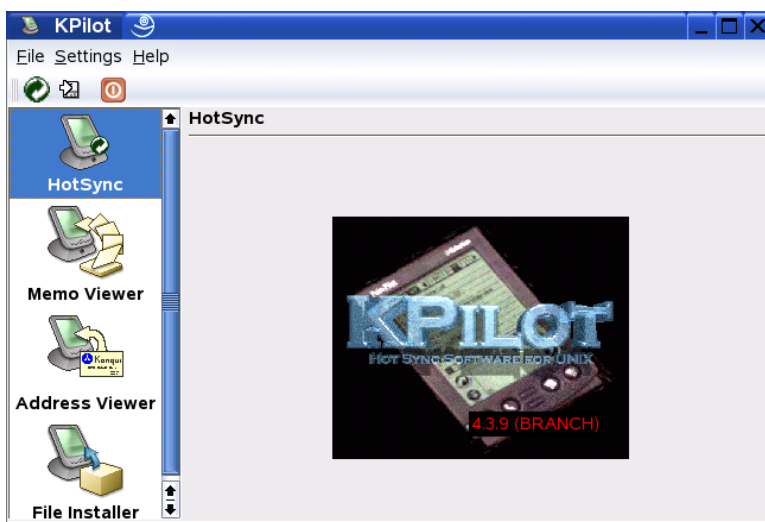 KPilot
File Settings Help
HotSync
HotSync
Memo Viewer
Konqu
Address Viewer
File Installer
KPILOT
HOT SYNC SOFTWARE FOR UNIX
4.3.9 (BRANCH)